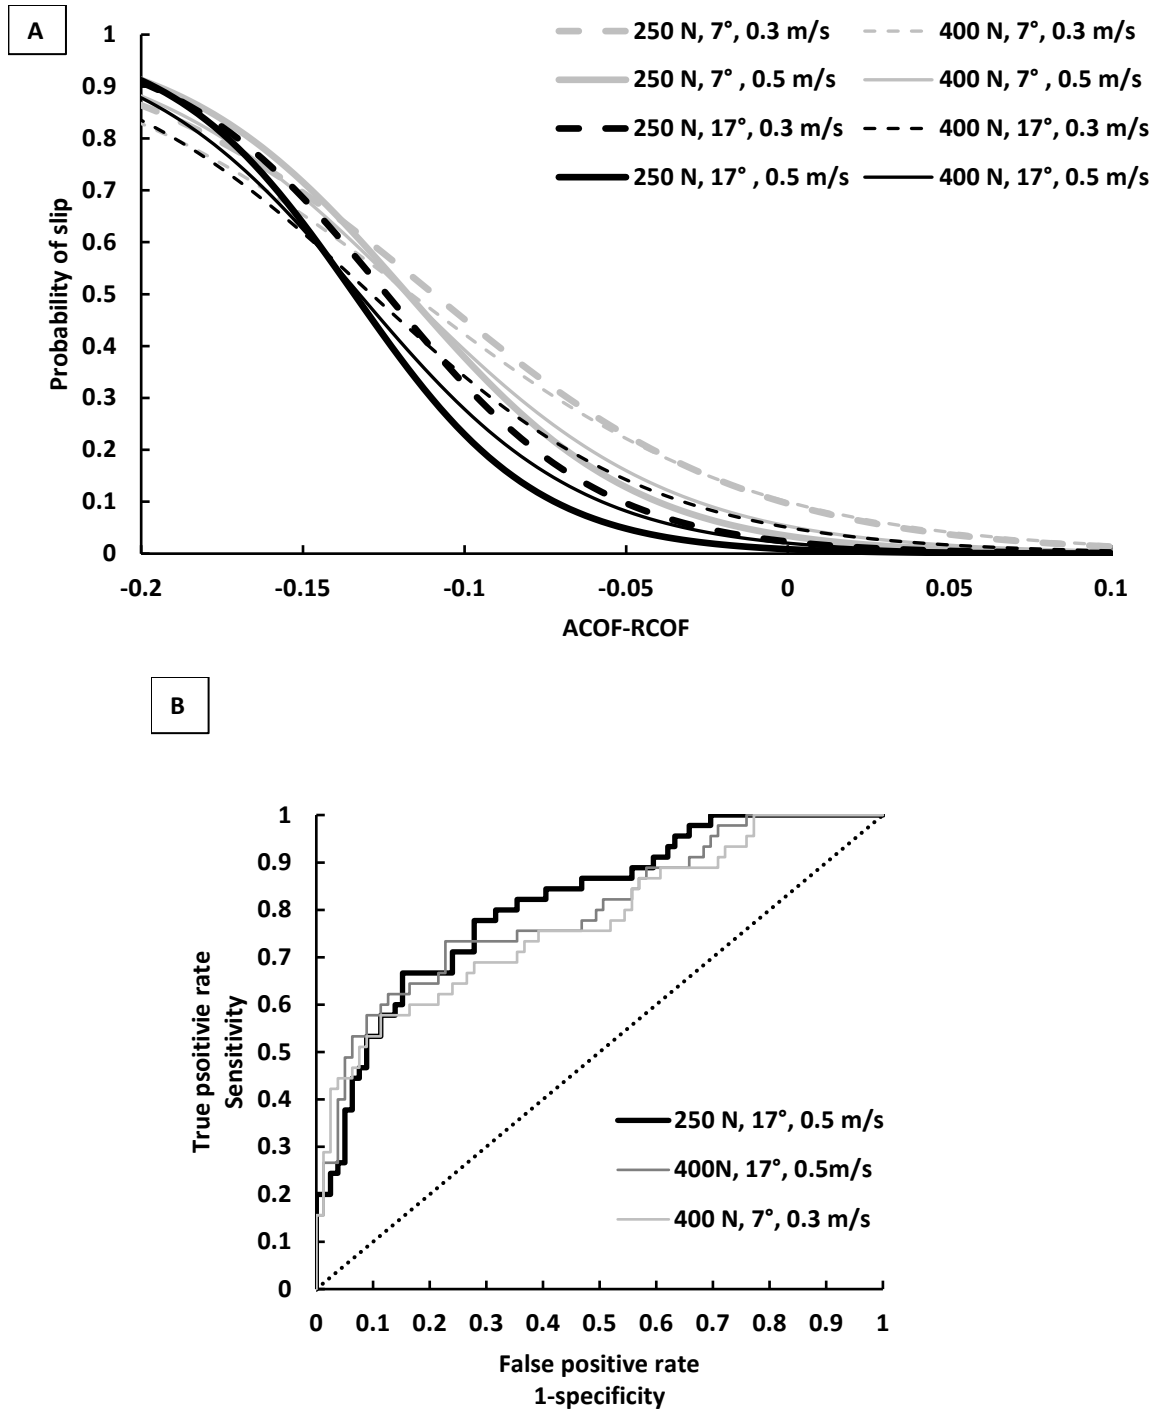 A
250 N, 7°, 0.3 m/s
400 N, 7°, 0.3 m/s
250 N, 7° , 0.5 m/s
400 N, 7° , 0.5 m/s
250 N, 17°, 0.3 m/s
400 N, 17°, 0.3 m/s
250 N, 17° , 0.5 m/s
400 N, 17°, 0.5 m/s
Probability of slip
1
0.9
0.8
0.7
0.6
0.5
0.4
0.3
0.2
0.1
0
-0.2 -0.15 -0.1 -0.05 0 0.05 0.1
ACOF-RCOF
B
True psoitivie rate
Sensitivity
1
0.9
0.8
0.7
0.6
0.5
0.4
0.3
0.2
0.1
0
250 N, 17°, 0.5 m/s
400N, 17°, 0.5m/s
400 N, 7°, 0.3 m/s
0 0.1 0.2 0.3 0.4 0.5 0.6 0.7 0.8 0.9 1
False positive rate
1-specificity